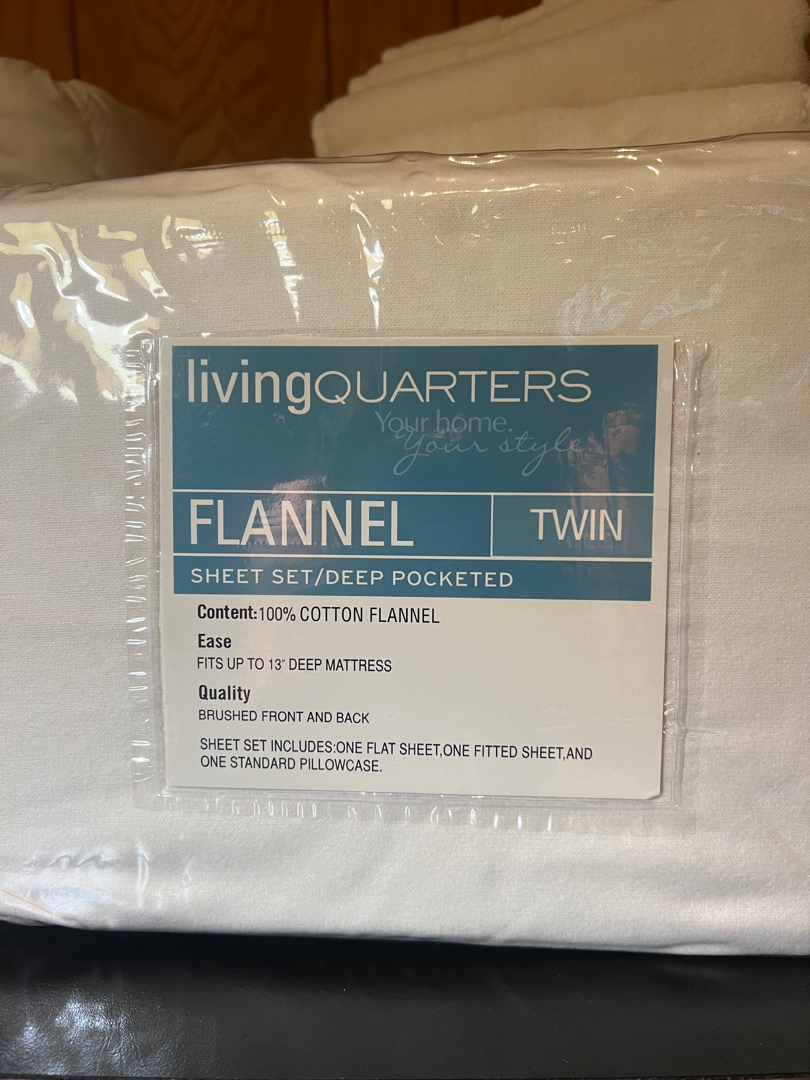 livingQUARTERS
Your home.
Your style
FLANNEL
TWIN
SHEET SET/DEEP POCKETED
Content:100% COTTON FLANNEL
Ease
FITS UP TO 13" DEEP MATTRESS
Quality
BRUSHED FRONT AND BACK
SHEET SET INCLUDES:ONE FLAT SHEET,ONE FITTED SHEET,AND
ONE STANDARD PILLOWCASE.